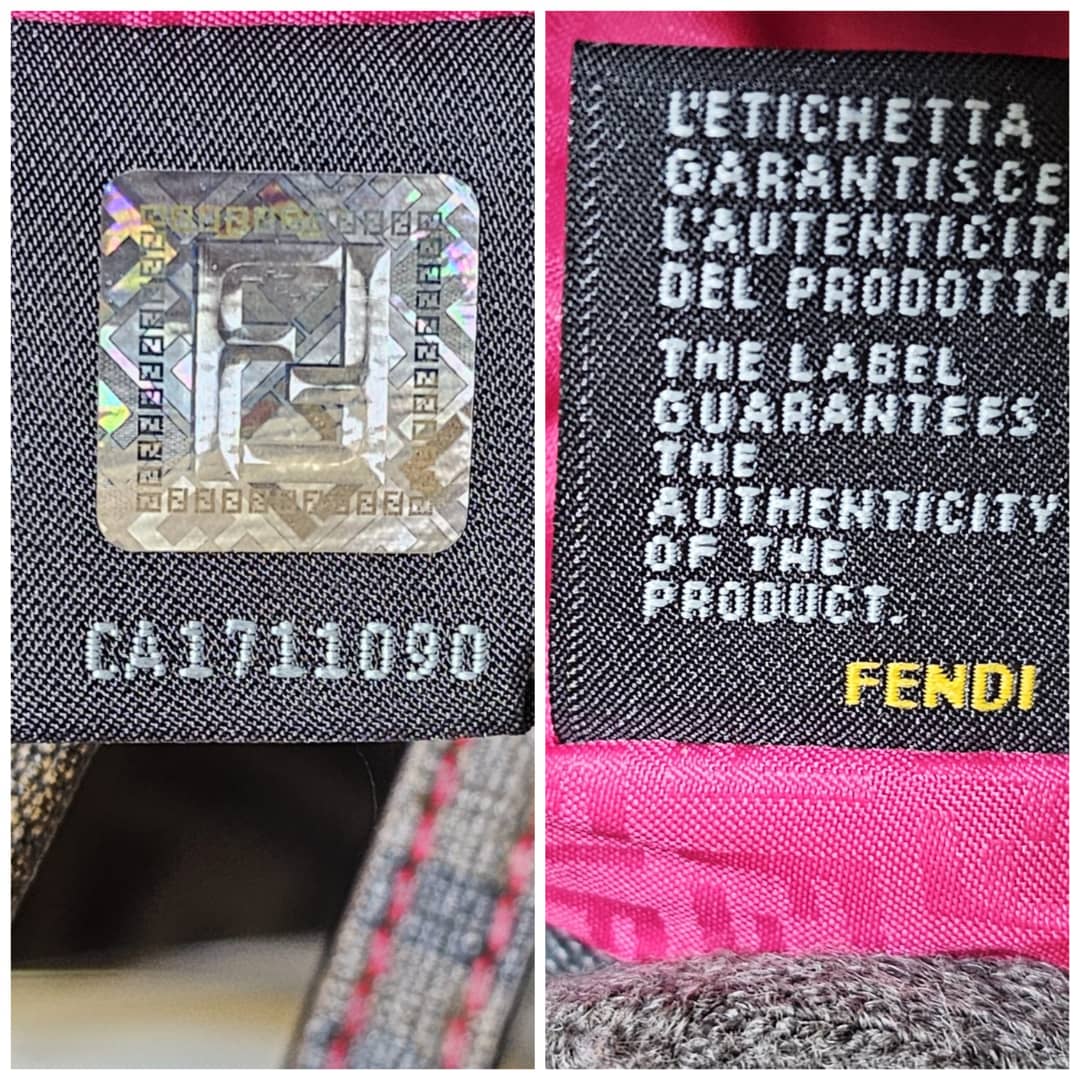 CA1711090
L'ETICHETTA
GARANTISCE
L'AUTENTICITA
DEL PRODOTTO
THE LABEL
GUARANTEES
THE
AUTHENTICITY
OF THE
PRODUCT.
FENDI